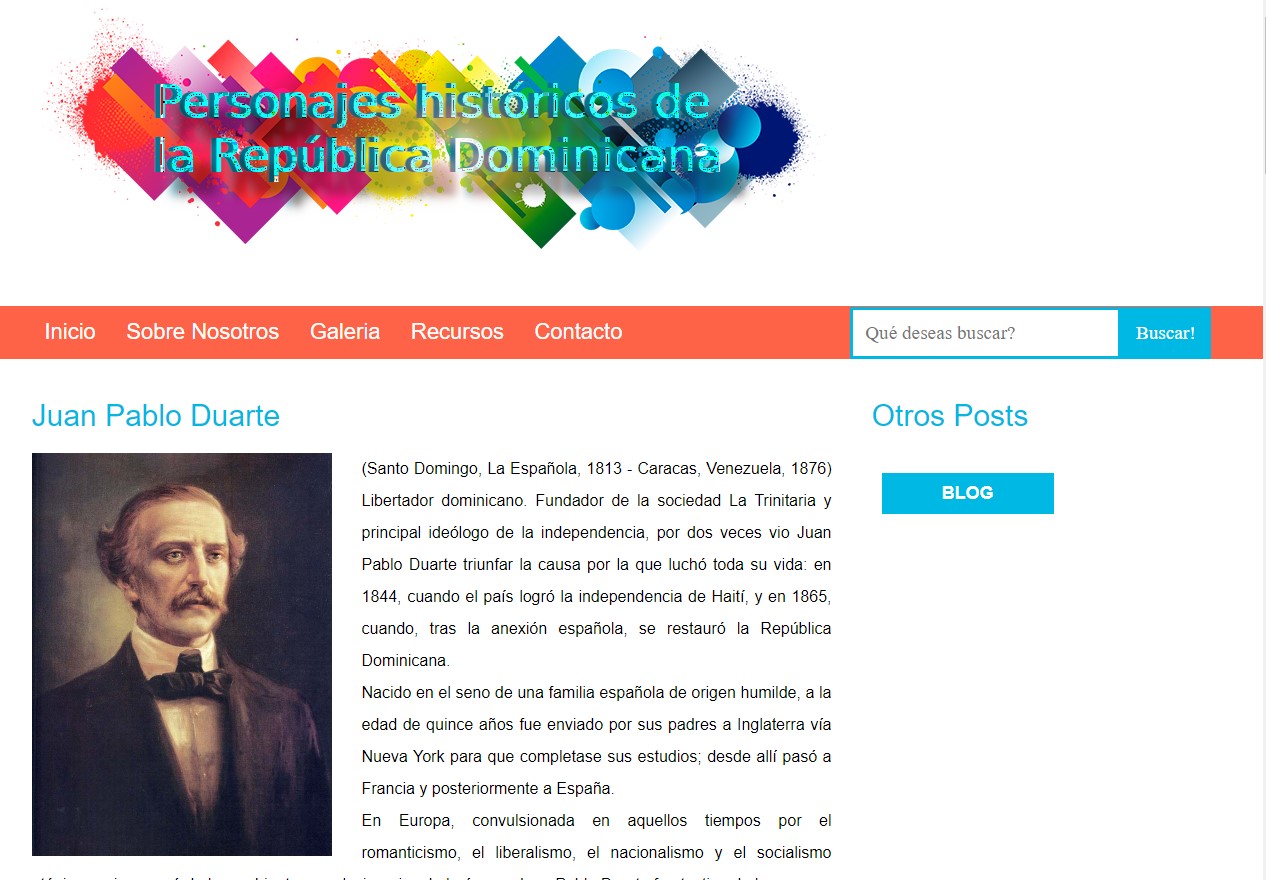 Personajes historicos de
la República Dominicana
Inicio Sobre Nosotros Galeria Recursos Contacto
Qué deseas buscar? Buscar!
Juan Pablo Duarte
(Santo Domingo, La Española, 1813 - Caracas, Venezuela, 1876)
Libertador dominicano. Fundador de la sociedad La Trinitaria y
principal ideólogo de la independencia, por dos veces vio Juan
Pablo Duarte triunfar la causa por la que luchó toda su vida: en
1844, cuando el país logró la independencia de Haití, y en 1865,
cuando, tras la anexión española, se restauró la República
Dominicana.
Nacido en el seno de una familia española de origen humilde, a la
edad de quince años fue enviado por sus padres a Inglaterra vía
Nueva York para que completase sus estudios; desde allí pasó a
Francia y posteriormente a España.
En Europa, convulsionada en aquellos tiempos por el
romanticismo, el liberalismo, el nacionalismo y el socialismo
Otros Posts
BLOG